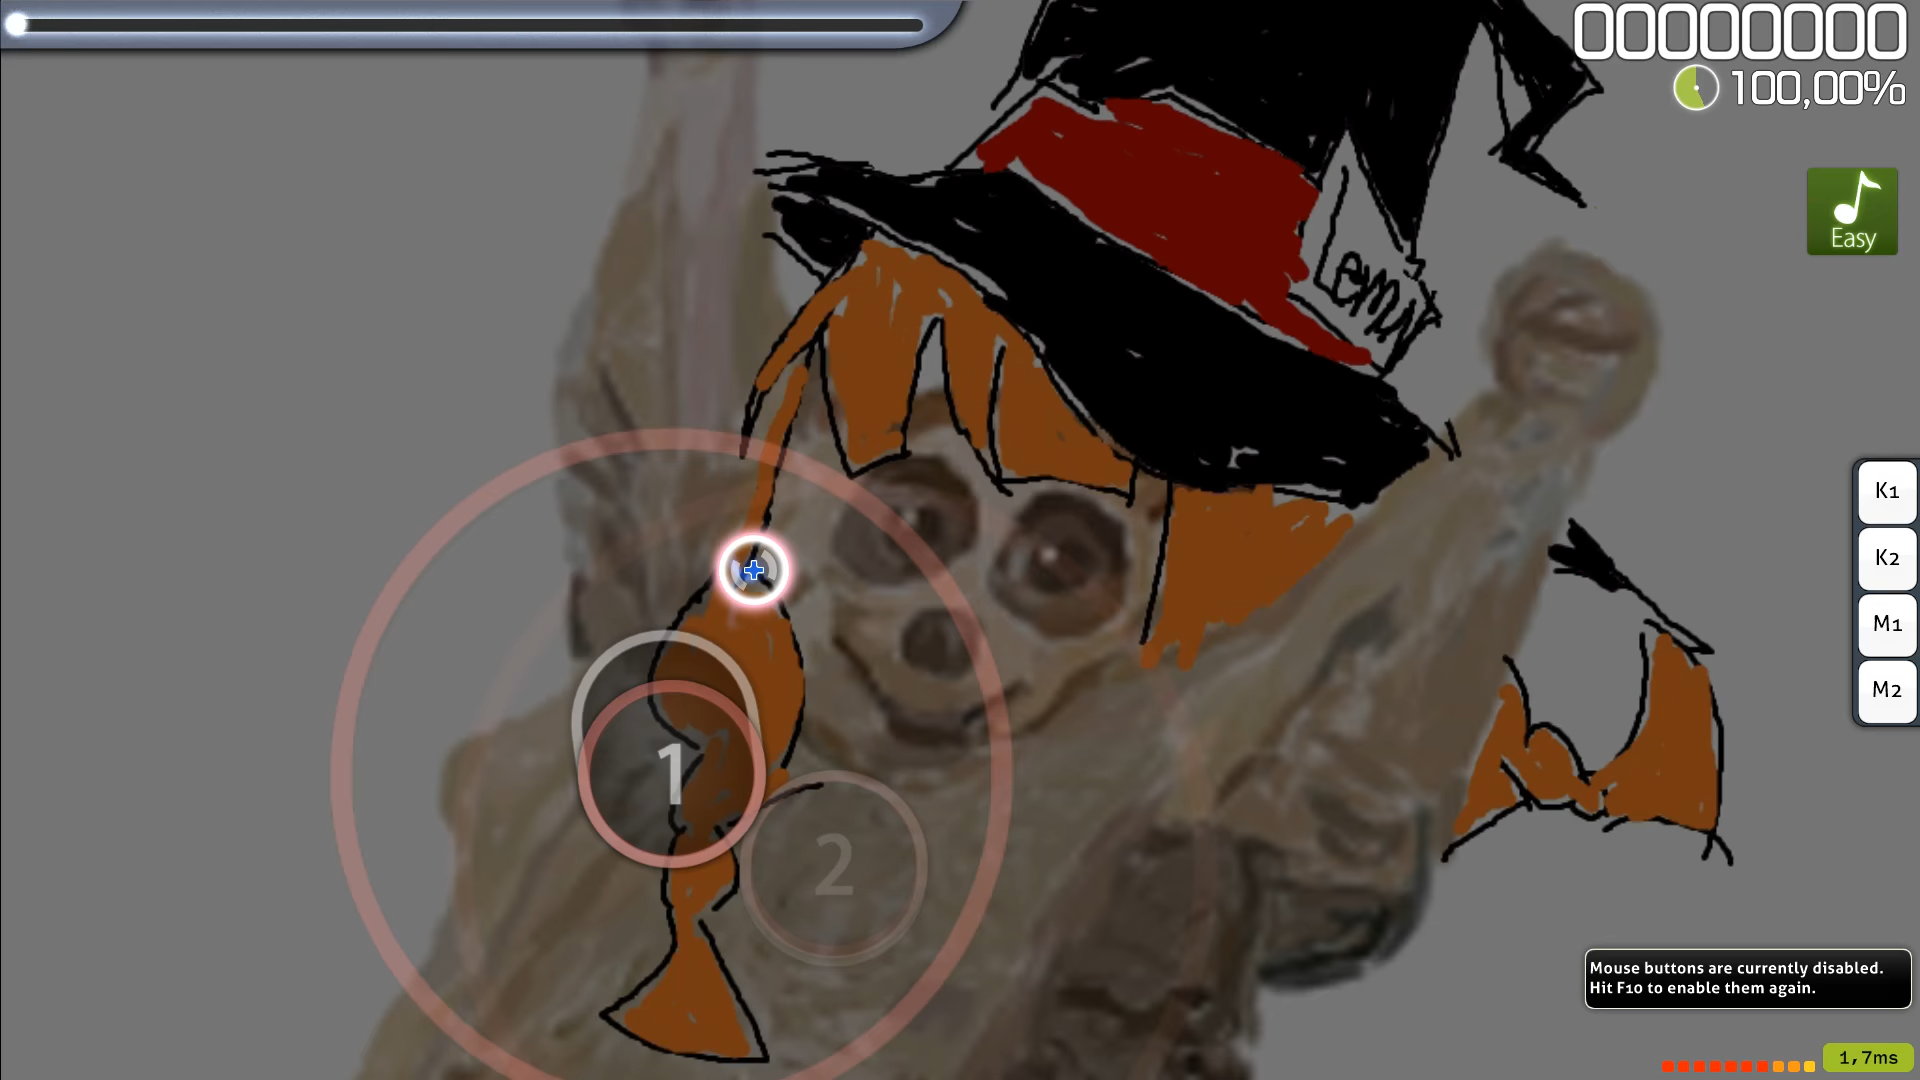 00000000
100,00%
Easy
Lemmy
K1
K2
M1
M2
1
2
Mouse buttons are currently disabled.
Hit F10 to enable them again.
1,7ms